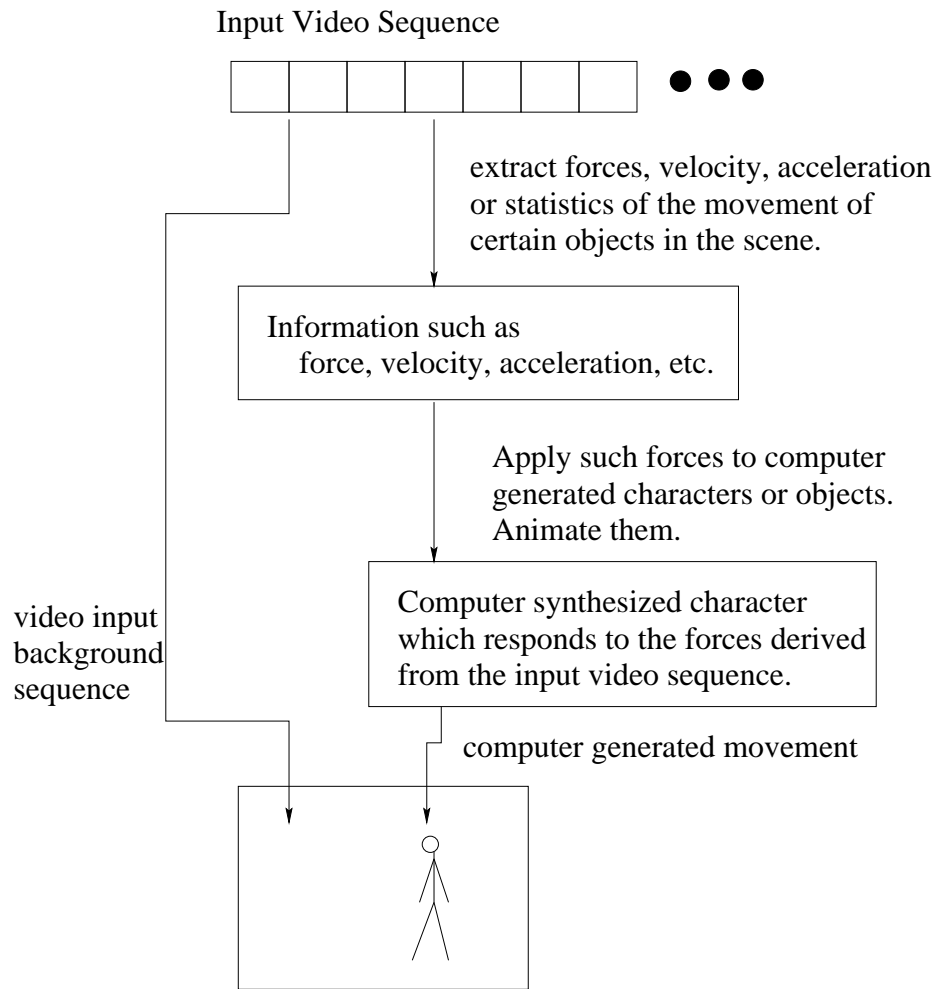 Input Video Sequence
extract forces, velocity, acceleration
or statistics of the movement of
certain objects in the scene.
Information such as
force, velocity, acceleration, etc.
Apply such forces to computer
generated characters or objects.
Animate them.
Computer synthesized character
which responds to the forces derived
from the input video sequence.
video input
background
sequence
computer generated movement